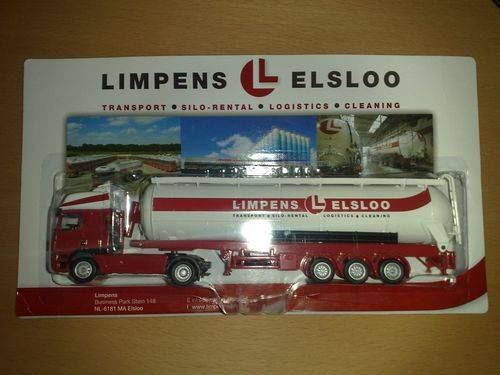 LIMPENS L ELSLOO
TRANSPORT • SILO-RENTAL • LOGISTICS • CLEANING
LIMPENS L ELSLOO
TRANSPORT • SILO-RENTAL LOGISTICS • CLEANING
Limpens
Business Park Stein 148
NL-6181 MA Elsloo